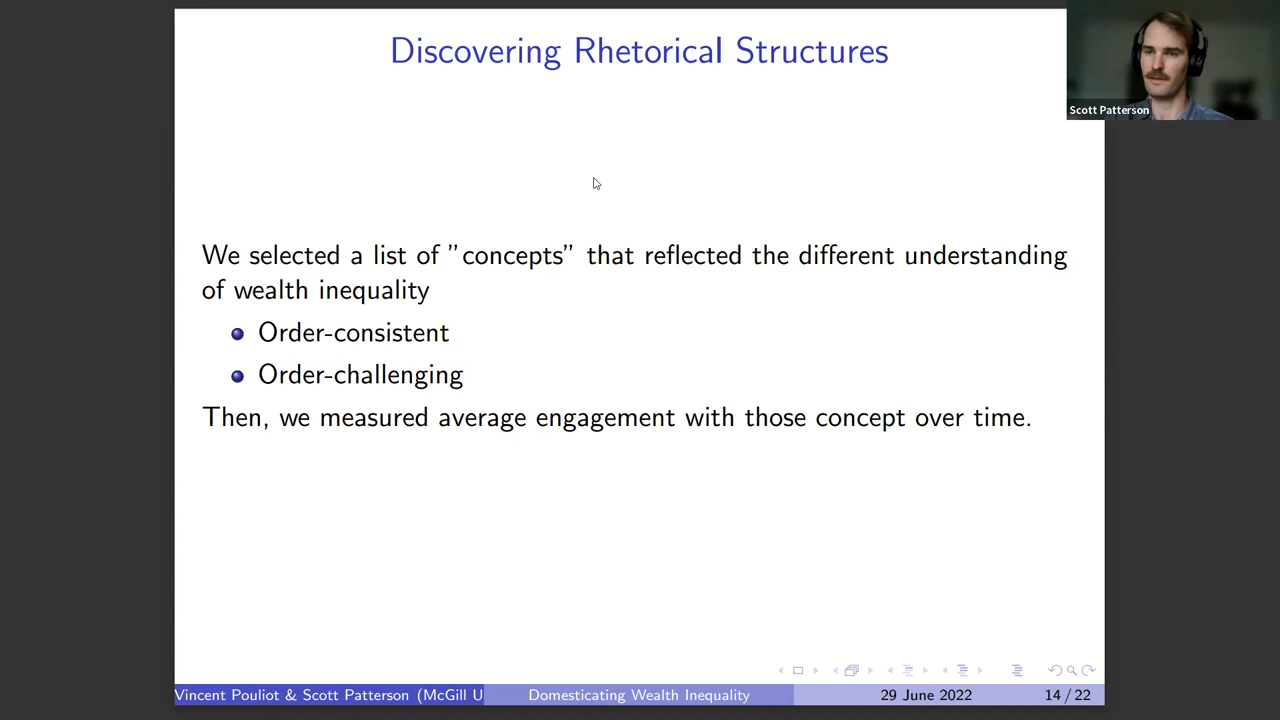 Discovering Rhetorical Structures
Scott Patterson
We selected a list of ”concepts” that reflected the different understanding
of wealth inequality
Order-consistent
Order-challenging
Then, we measured average engagement with those concept over time.
Vincent Pouliot & Scott Patterson (McGill U
Domesticating Wealth Inequality
29 June 2022
14 / 22